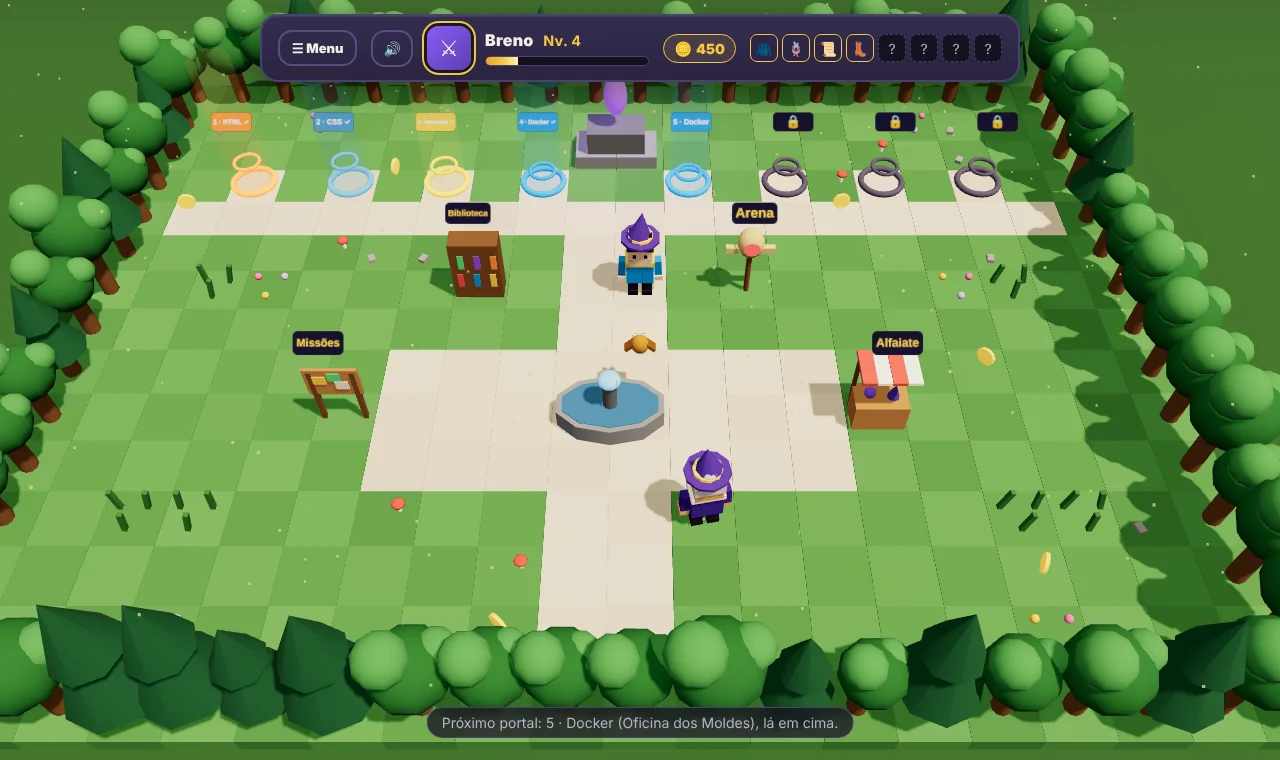 ☰ Menu
Breno Nv. 4
450
? ? ? ?
1 · HTML ✓
2 · CSS ✓
4 · Docker ✓
5 · Docker
Biblioteca
Arena
Missões
Alfaiate
Próximo portal: 5 · Docker (Oficina dos Moldes), lá em cima.